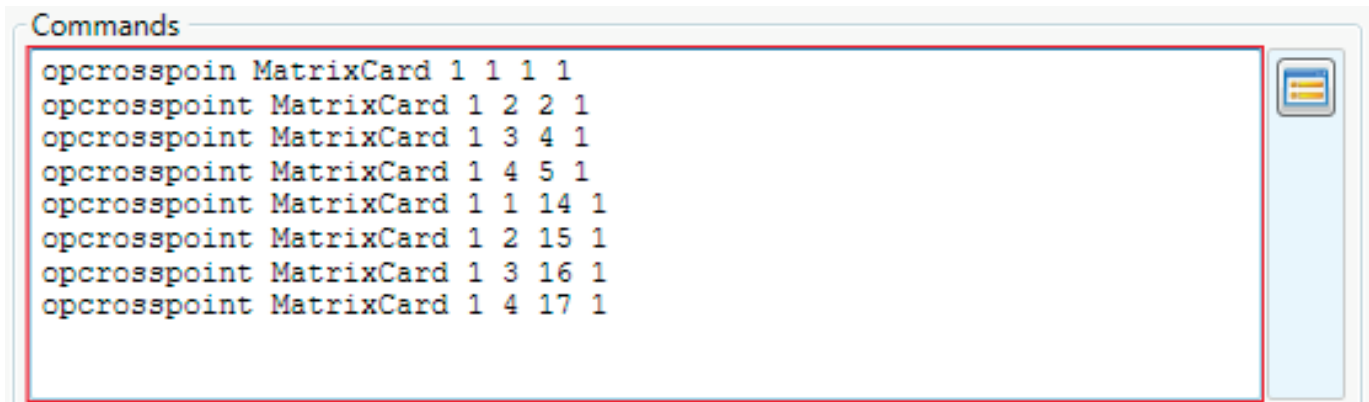 Commands
opcrosspoin MatrixCard 1 1 1 1
opcrosspoint MatrixCard 1 2 2 1
opcrosspoint MatrixCard 1 3 4 1
opcrosspoint MatrixCard 1 4 5 1
opcrosspoint MatrixCard 1 1 14 1
opcrosspoint MatrixCard 1 2 15 1
opcrosspoint MatrixCard 1 3 16 1
opcrosspoint MatrixCard 1 4 17 1